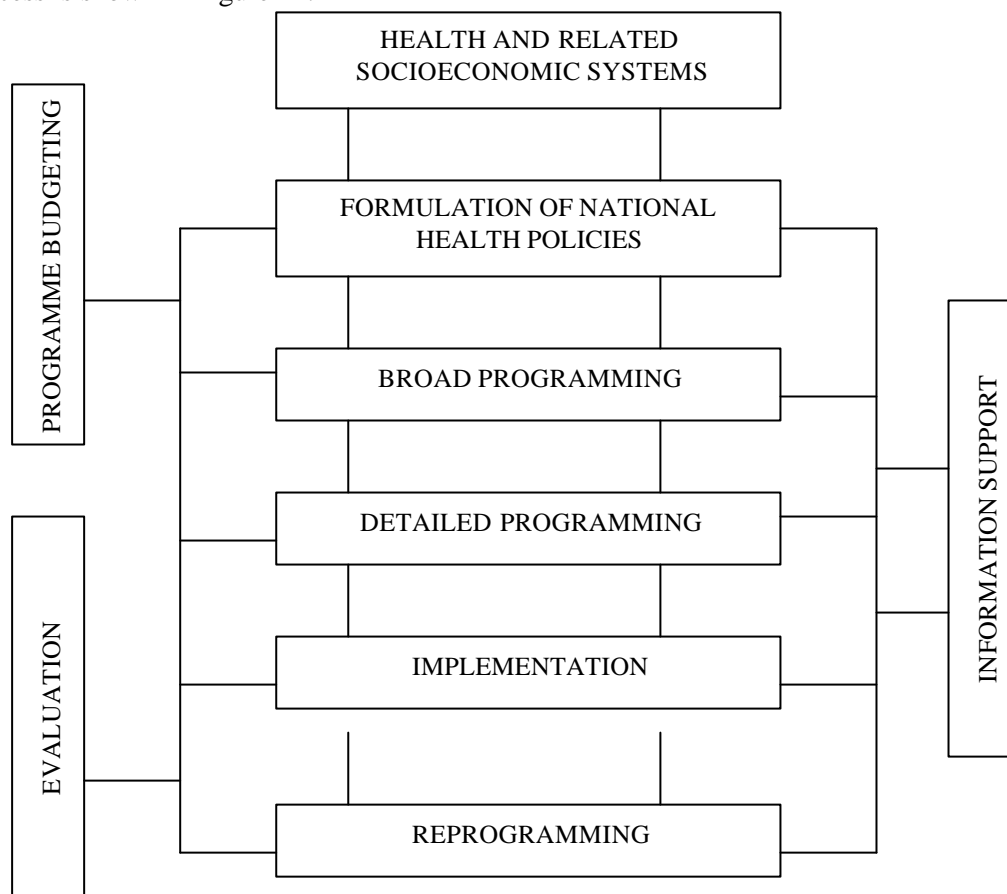 HEALTH AND RELATED
SOCIOECONOMIC SYSTEMS
PROGRAMME BUDGETING
FORMULATION OF NATIONAL
HEALTH POLICIES
BROAD PROGRAMMING
DETAILED PROGRAMMING
INFORMATION SUPPORT
EVALUATION
IMPLEMENTATION
REPROGRAMMING